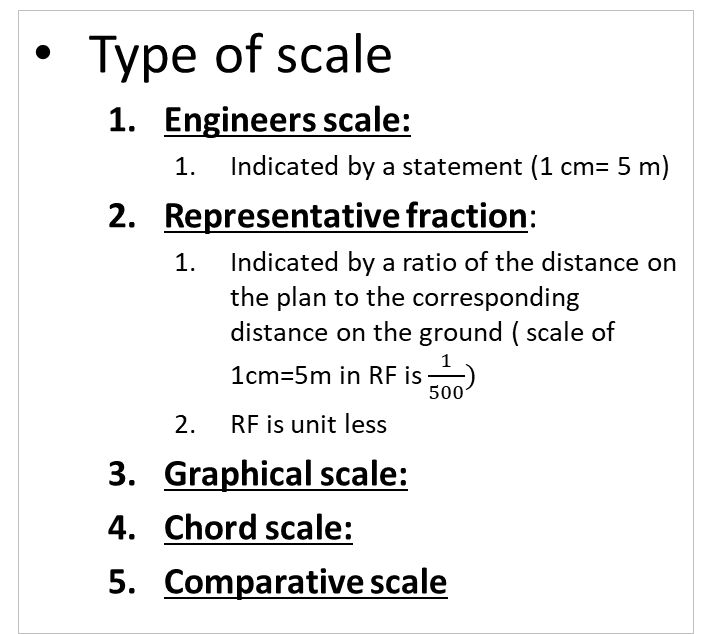 • Type of scale
1. Engineers scale:
1. Indicated by a statement (1 cm= 5 m)
2. Representative fraction:
1. Indicated by a ratio of the distance on
the plan to the corresponding
distance on the ground ( scale of
1cm=5m in RF is 1/500)
2. RF is unit less
3. Graphical scale:
4. Chord scale:
5. Comparative scale